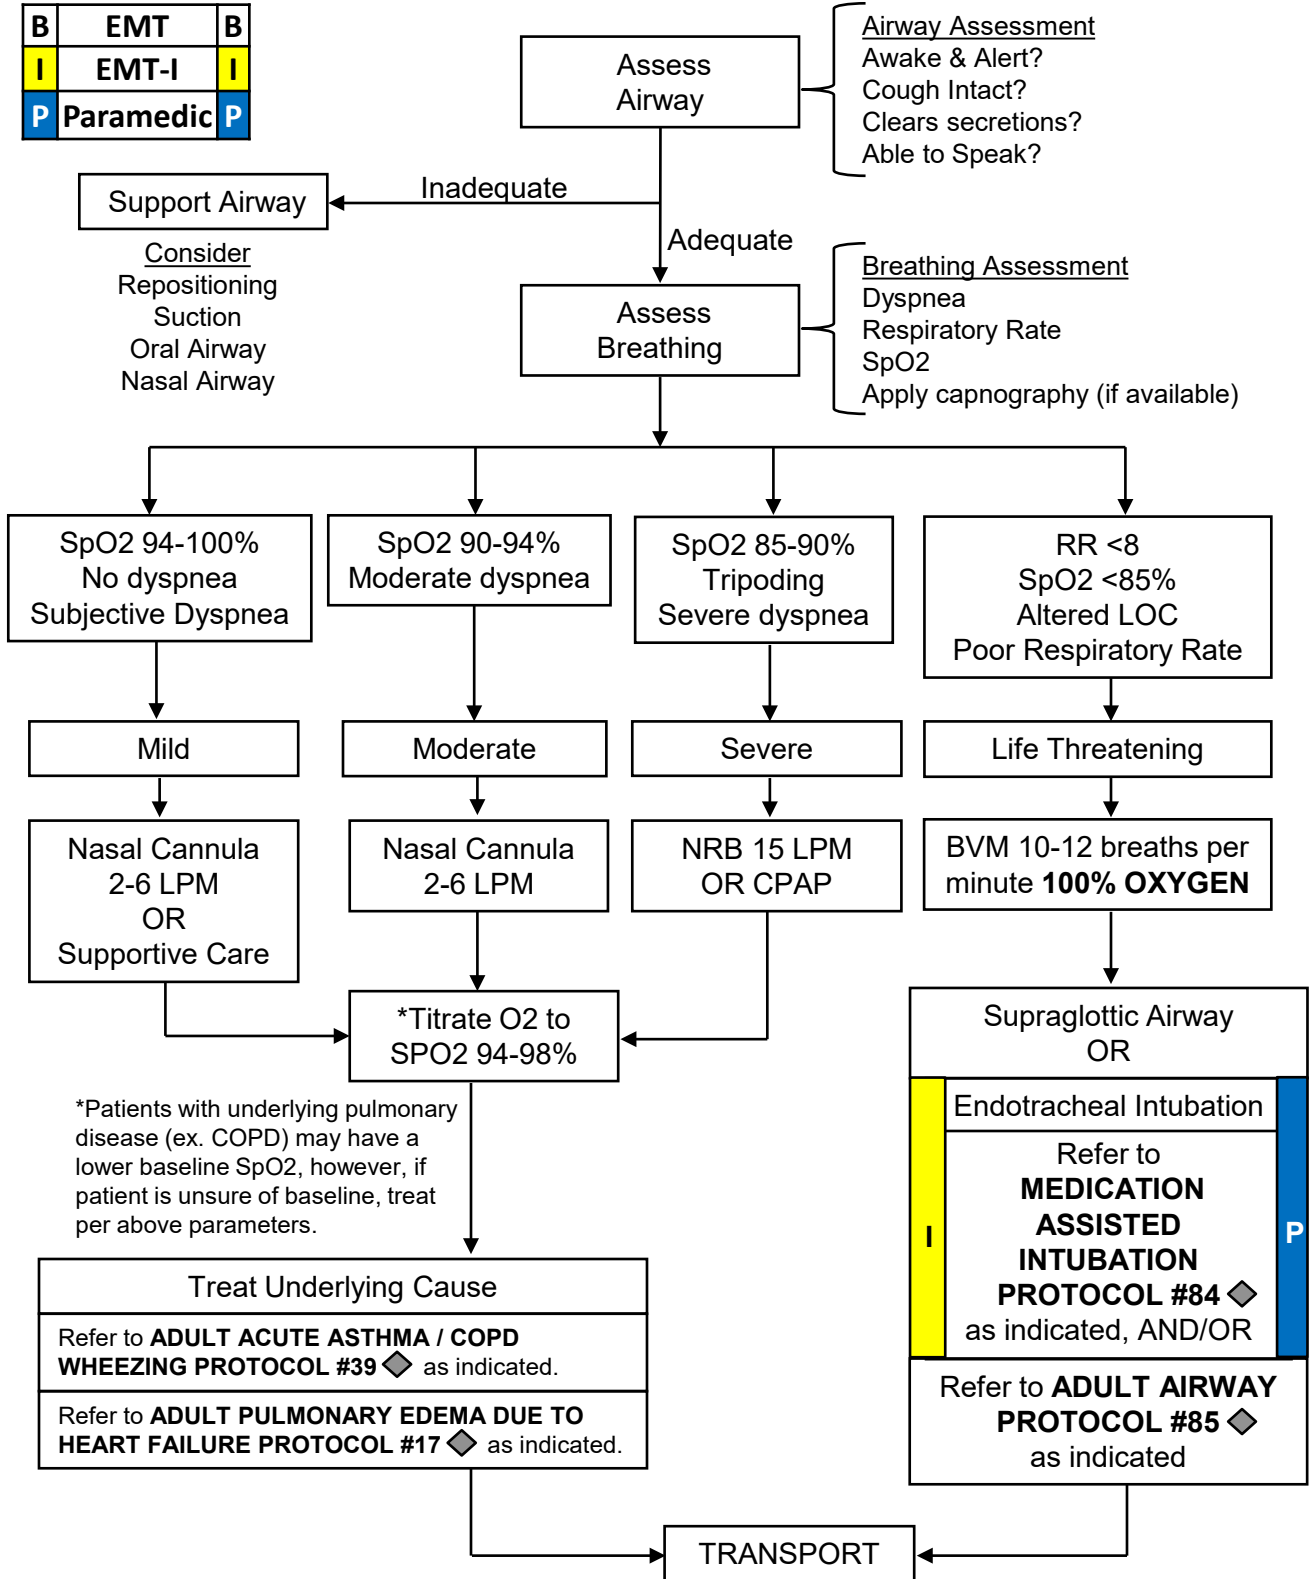 B EMT B
I EMT-I I
P Paramedic P
Assess
Airway
Airway Assessment
Awake & Alert?
Cough Intact?
Clears secretions?
Able to Speak?
Inadequate
Support Airway
Consider
Repositioning
Suction
Oral Airway
Nasal Airway
Adequate
Assess
Breathing
Breathing Assessment
Dyspnea
Respiratory Rate
SpO2
Apply capnography (if available)
SpO2 94-100%
No dyspnea
Subjective Dyspnea
SpO2 90-94%
Moderate dyspnea
SpO2 85-90%
Tripoding
Severe dyspnea
RR <8
SpO2 <85%
Altered LOC
Poor Respiratory Rate
Mild
Moderate
Severe
Life Threatening
Nasal Cannula
2-6 LPM
OR
Supportive Care
Nasal Cannula
2-6 LPM
NRB 15 LPM
OR CPAP
BVM 10-12 breaths per
minute 100% OXYGEN
*Titrate O2 to
SPO2 94-98%
*Patients with underlying pulmonary
disease (ex. COPD) may have a
lower baseline SpO2, however, if
patient is unsure of baseline, treat
per above parameters.
Treat Underlying Cause
Refer to ADULT ACUTE ASTHMA / COPD
WHEEZING PROTOCOL #39 as indicated.
Refer to ADULT PULMONARY EDEMA DUE TO
HEART FAILURE PROTOCOL #17 as indicated.
Supraglottic Airway
OR
Endotracheal Intubation
Refer to
MEDICATION
ASSISTED
INTUBATION
PROTOCOL #84
as indicated, AND/OR
I
P
Refer to ADULT AIRWAY
PROTOCOL #85
as indicated
TRANSPORT